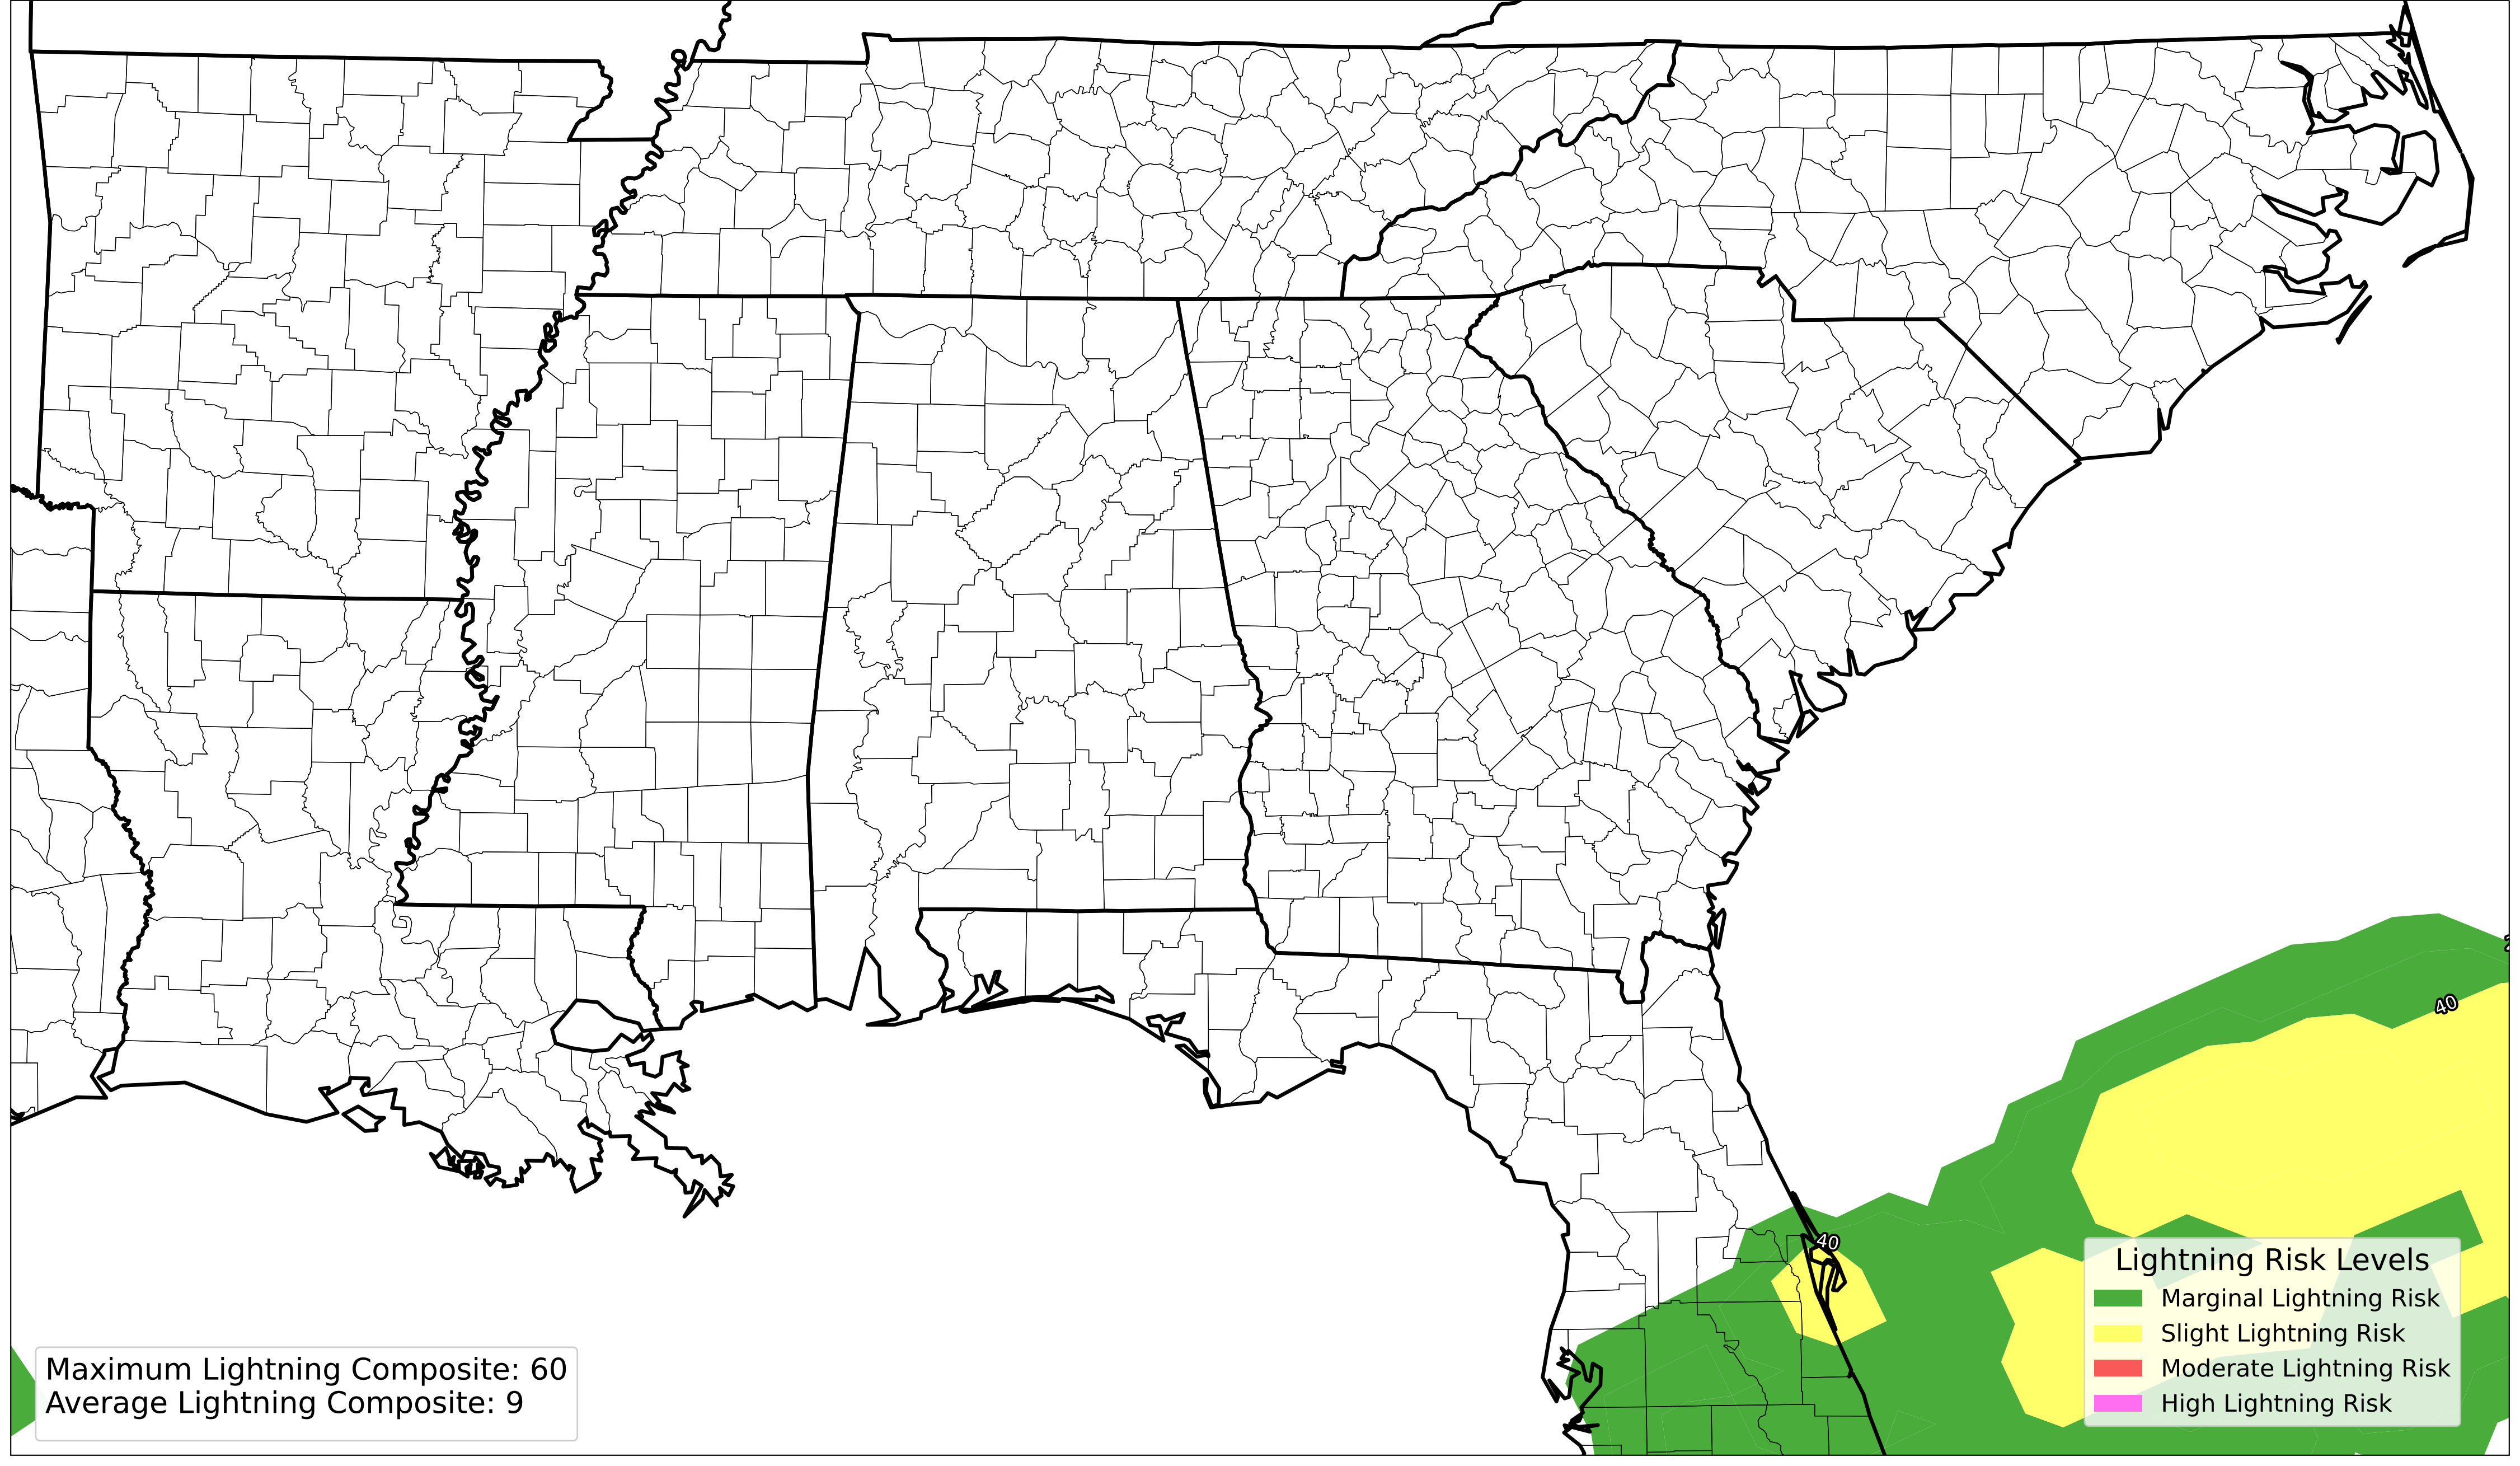 40
40
Lightning Risk Levels
Marginal Lightning Risk
Slight Lightning Risk
Moderate Lightning Risk
High Lightning Risk
Maximum Lightning Composite: 60
Average Lightning Composite: 9